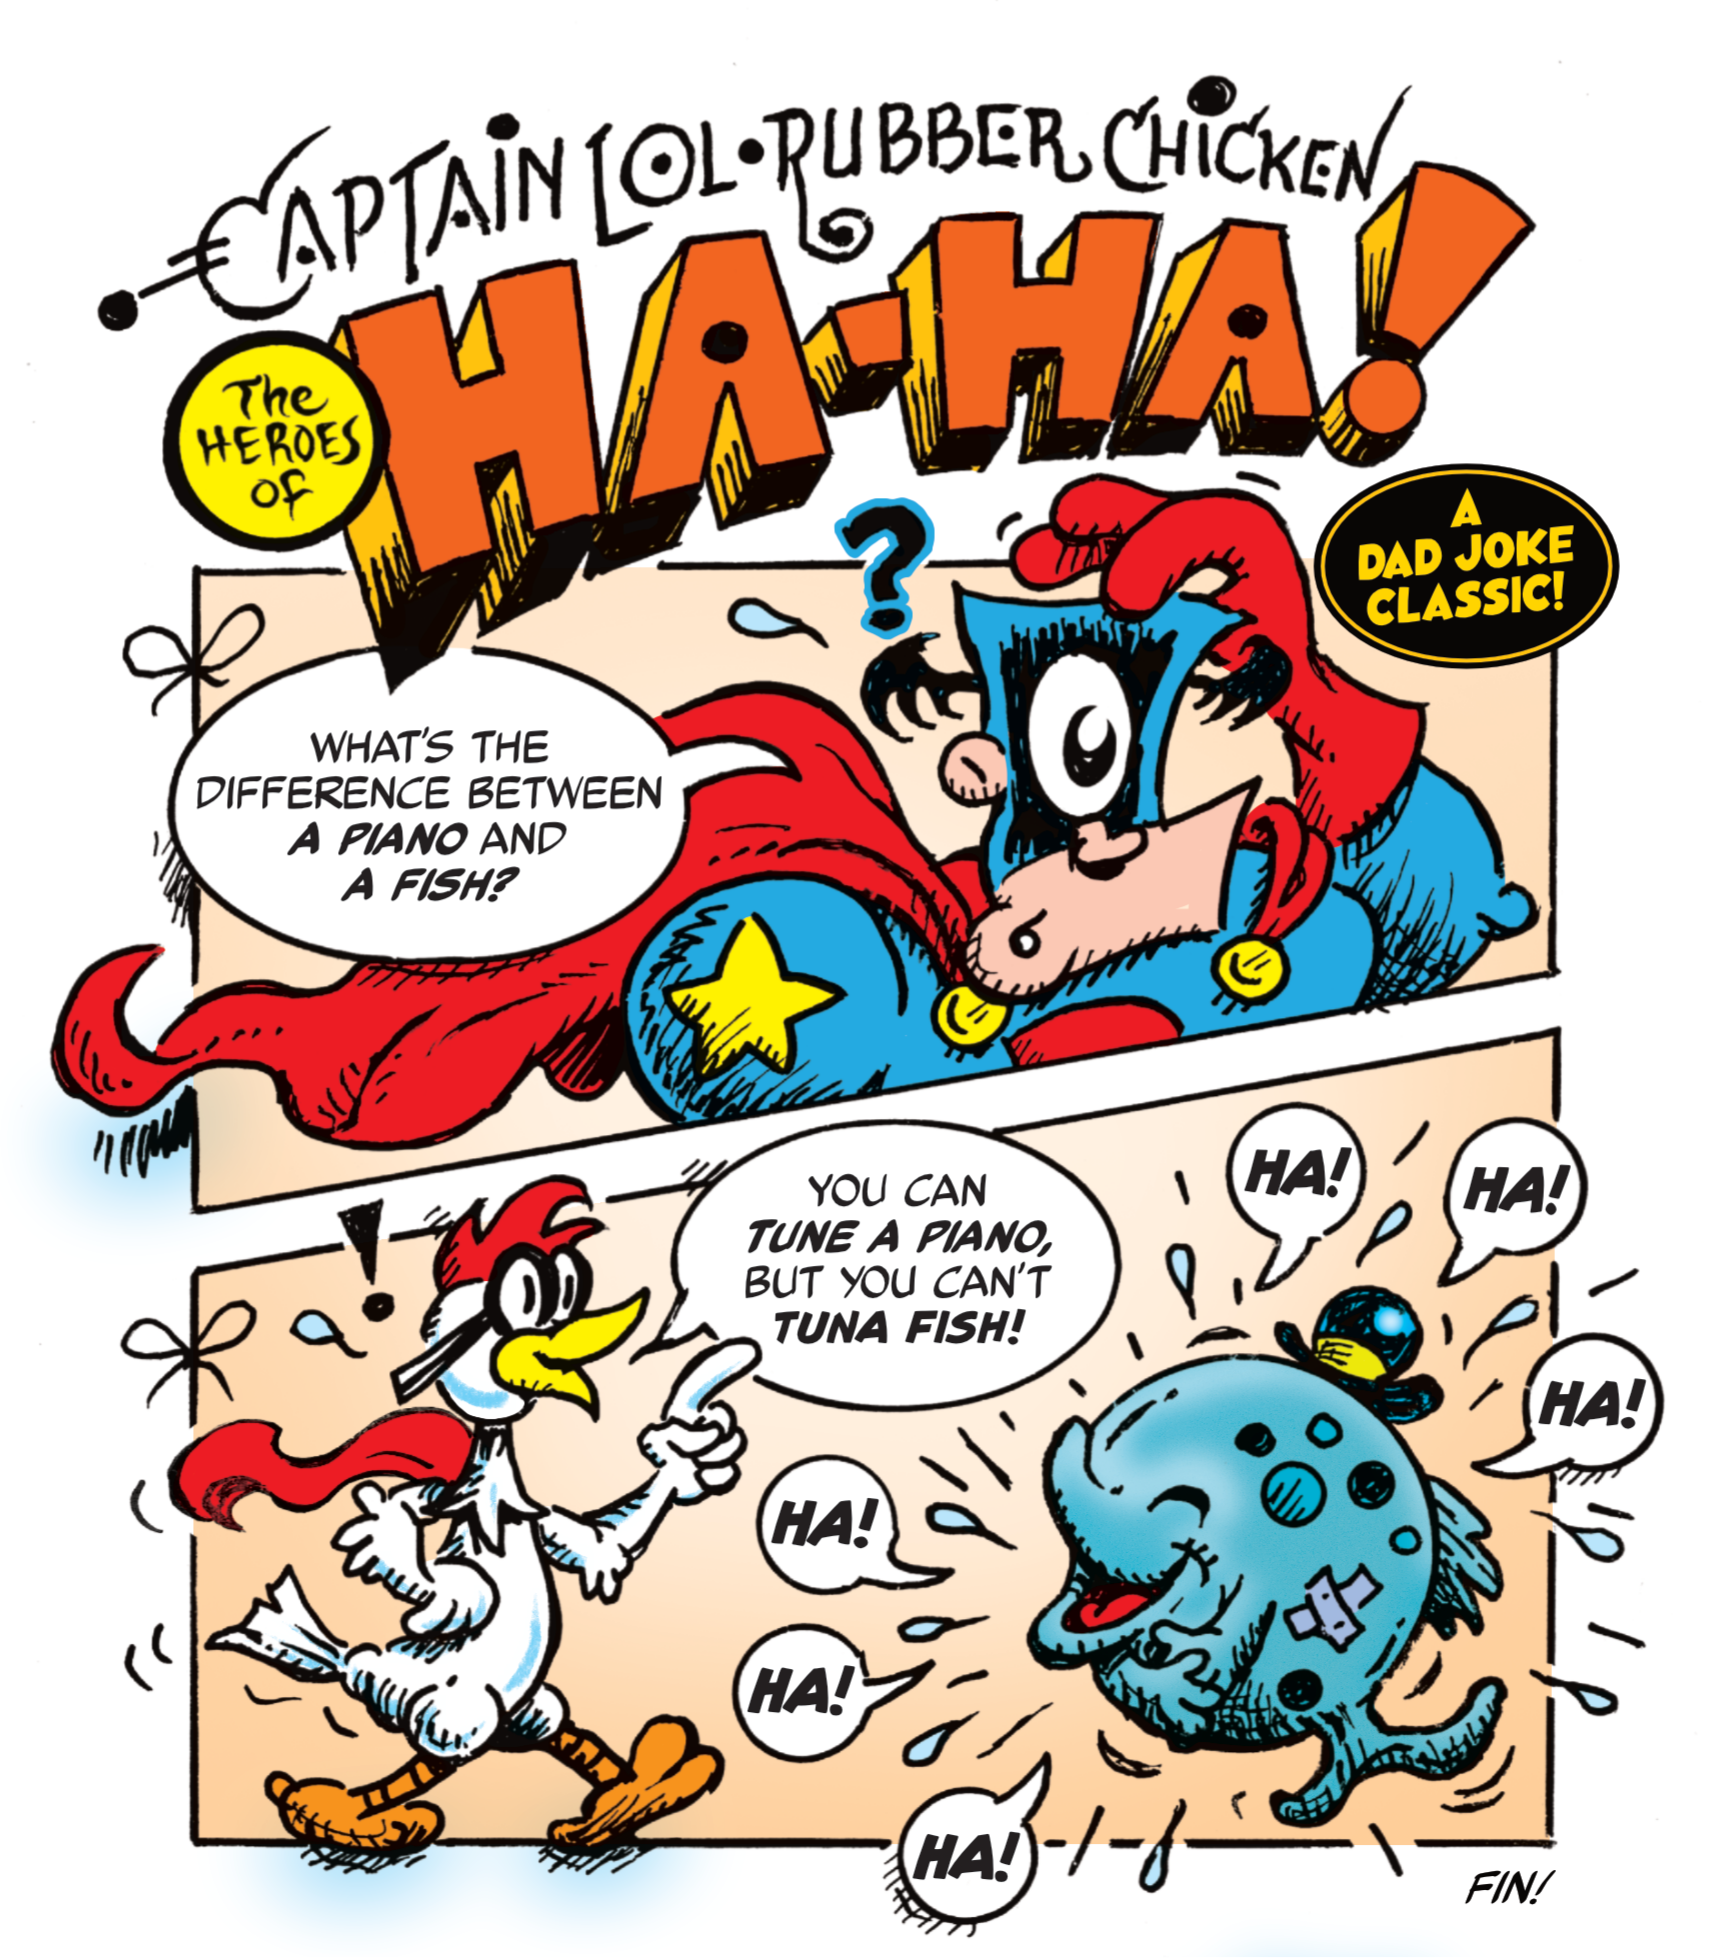 CAPTAIN LOL • RUBBER CHICKEN
The
HEROES
of
HA-HA!
A
DAD JOKE
CLASSIC!
?
WHAT'S THE
DIFFERENCE BETWEEN
A PIANO AND
A FISH?
!
YOU CAN
TUNE A PIANO,
BUT YOU CAN'T
TUNA FISH!
HA!
HA!
HA!
HA!
HA!
HA!
FIN!